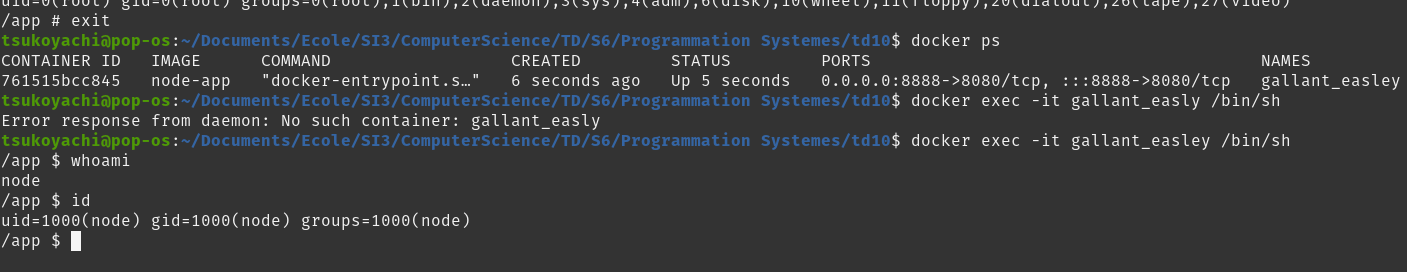 uid=0(root) gid=0(root) groups=0(root),1(bin),2(daemon),3(sys),4(adm),6(disk),10(wheel),11(floppy),20(dialout),26(tape),27(video)
/app # exit
tsukoyachi@pop-os:~/Documents/Ecole/SI3/ComputerScience/TD/S6/Programmation Systemes/td10$ docker ps
CONTAINER ID   IMAGE      COMMAND                  CREATED         STATUS         PORTS                                       NAMES
761515bcc845   node-app   "docker-entrypoint.s…"   6 seconds ago   Up 5 seconds   0.0.0.0:8888->8080/tcp, :::8888->8080/tcp   gallant_easley
tsukoyachi@pop-os:~/Documents/Ecole/SI3/ComputerScience/TD/S6/Programmation Systemes/td10$ docker exec -it gallant_easly /bin/sh
Error response from daemon: No such container: gallant_easly
tsukoyachi@pop-os:~/Documents/Ecole/SI3/ComputerScience/TD/S6/Programmation Systemes/td10$ docker exec -it gallant_easley /bin/sh
/app $ whoami
node
/app $ id
uid=1000(node) gid=1000(node) groups=1000(node)
/app $